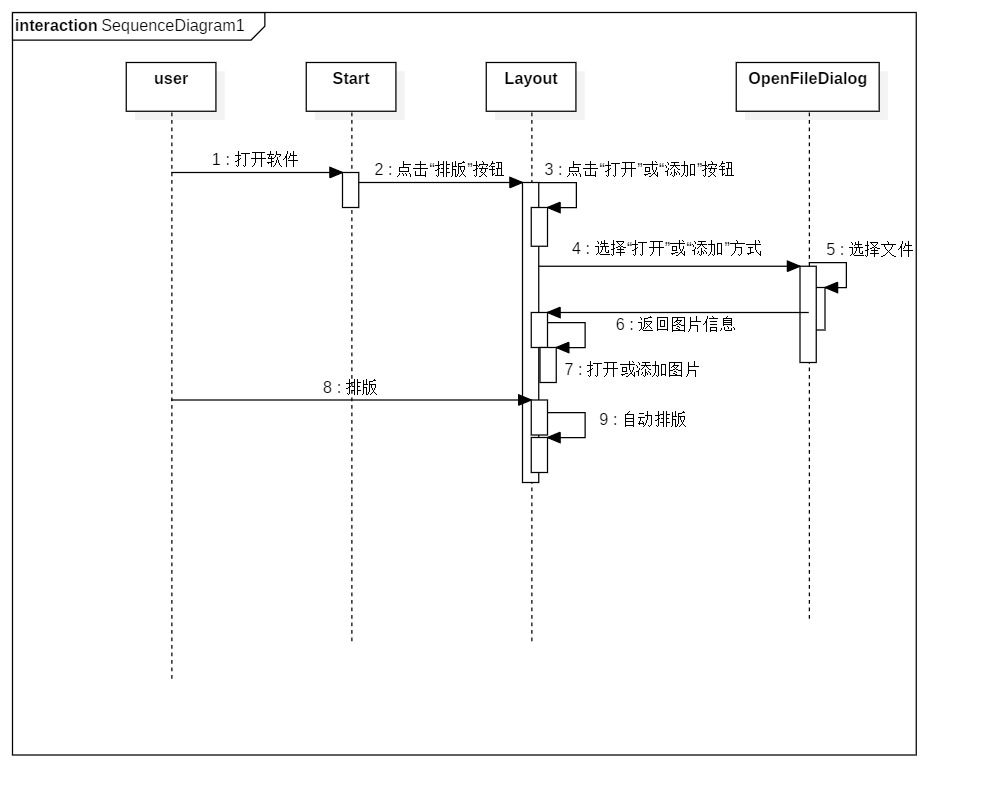 interaction SequenceDiagram1
user
Start
Layout
OpenFileDialog
1 : 打开软件
2 : 点击“排版”按钮
3 : 点击“打开”或“添加”按钮
4 : 选择“打开”或“添加”方式
5 : 选择文件
6 : 返回图片信息
7 : 打开或添加图片
8 : 排版
9 : 自动排版